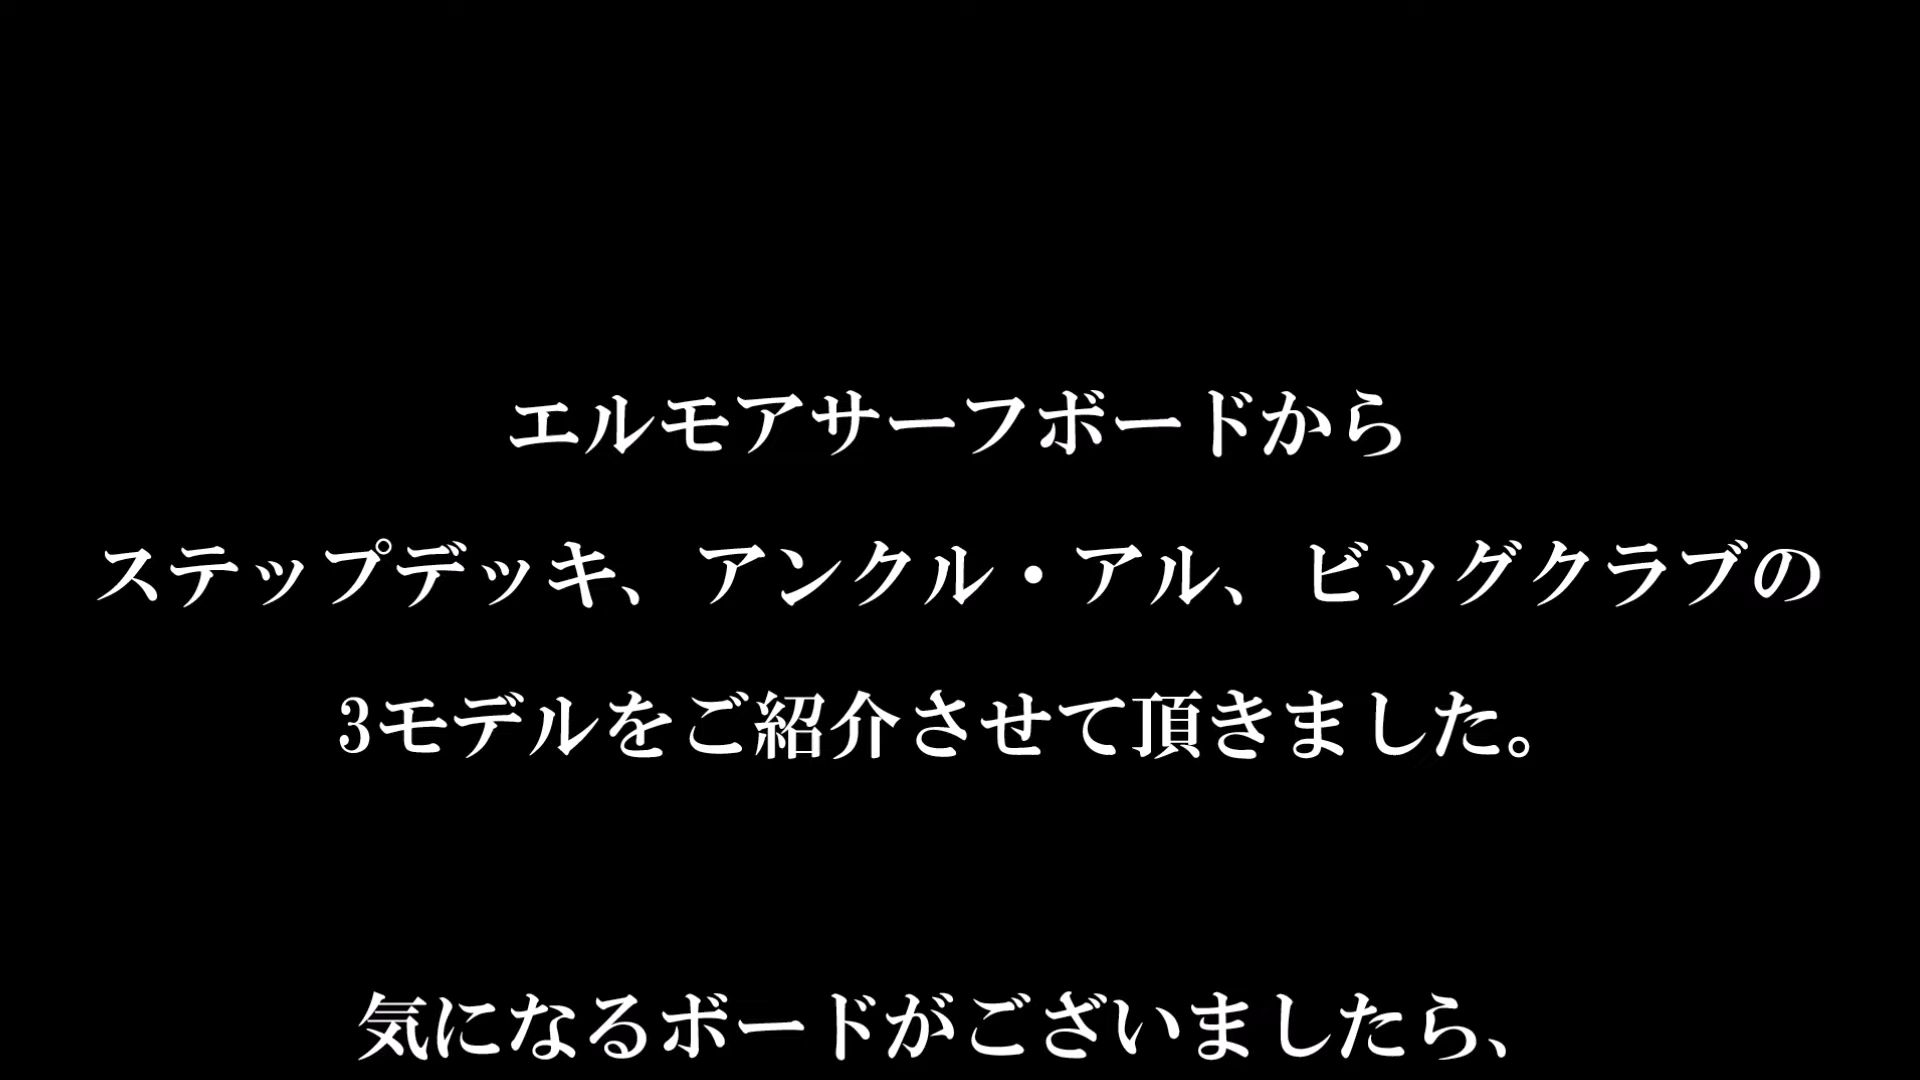 エルモアサーフボードから
ステップデッキ、アンクル・アル、ビッグクラブの
3モデルをご紹介させて頂きました。
気になるボードがございましたら、